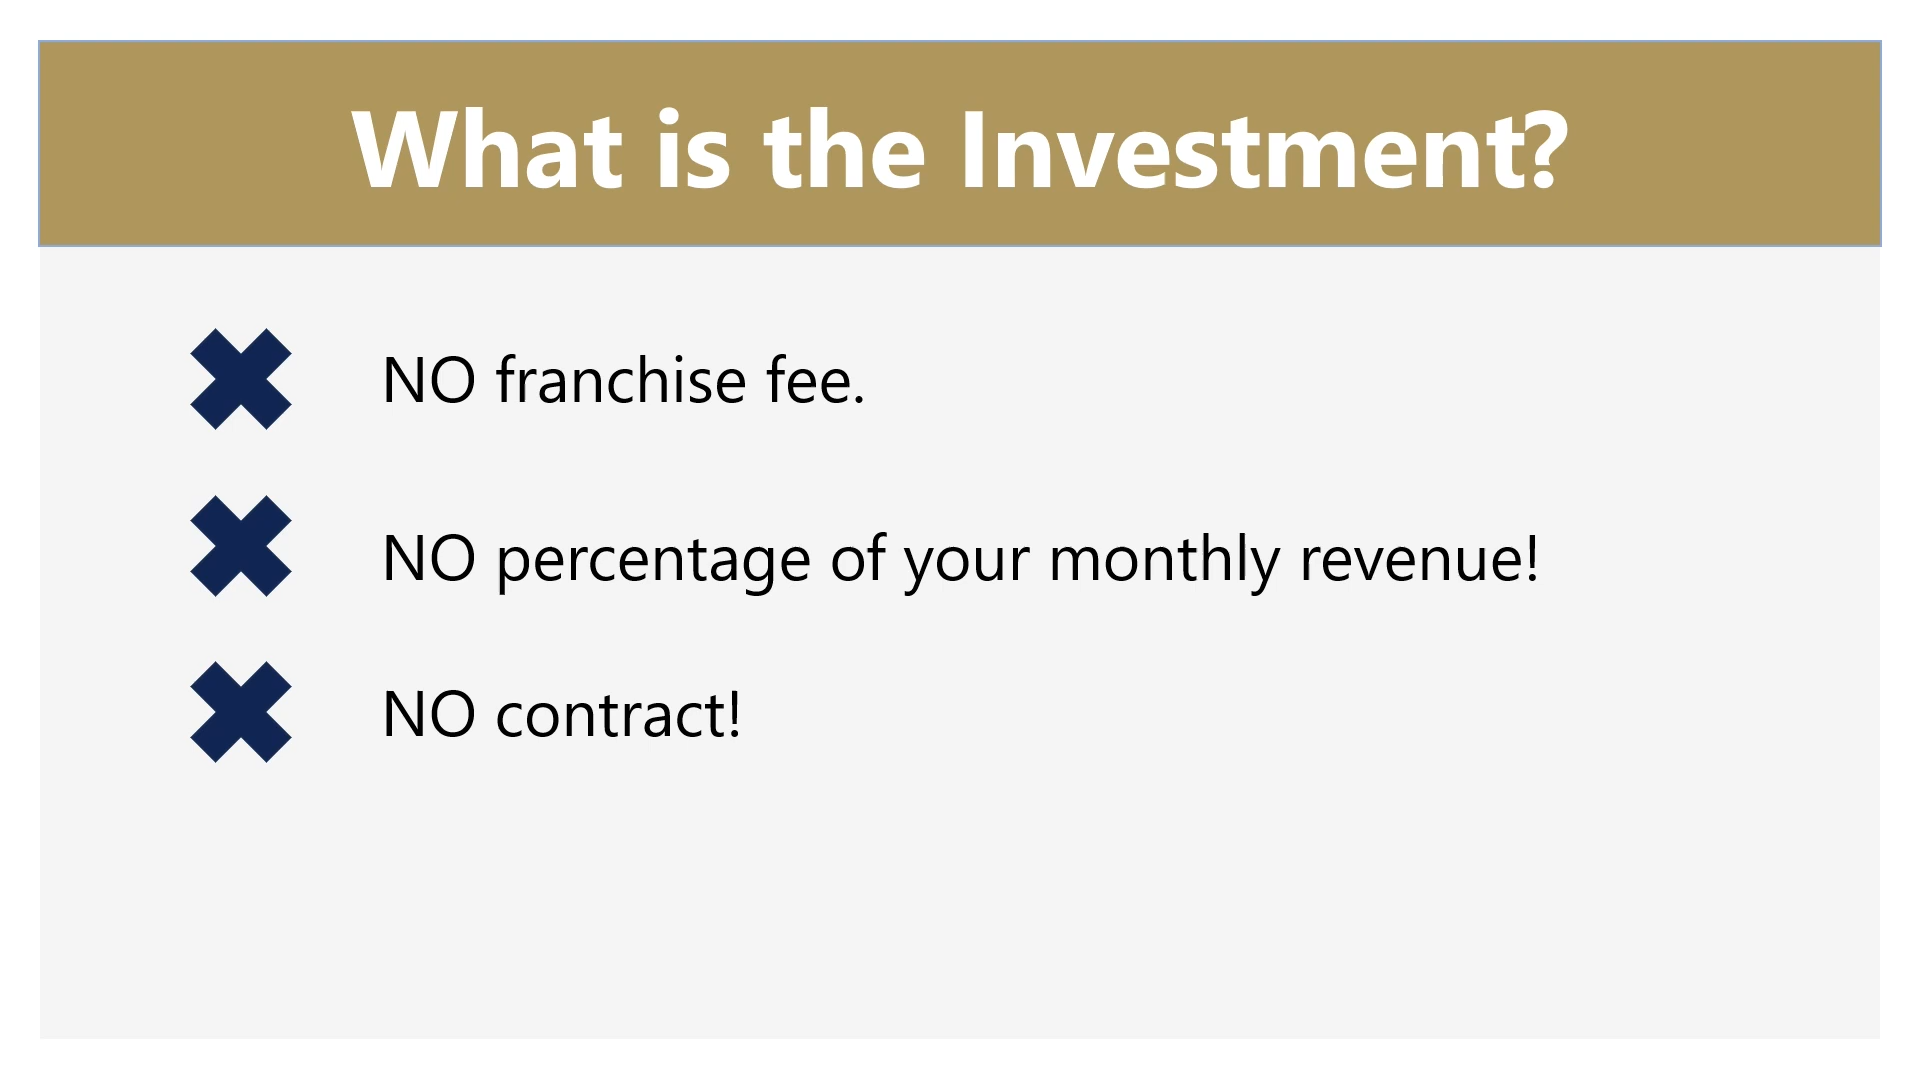 What is the Investment?
NO franchise fee.
NO percentage of your monthly revenue!
NO contract!